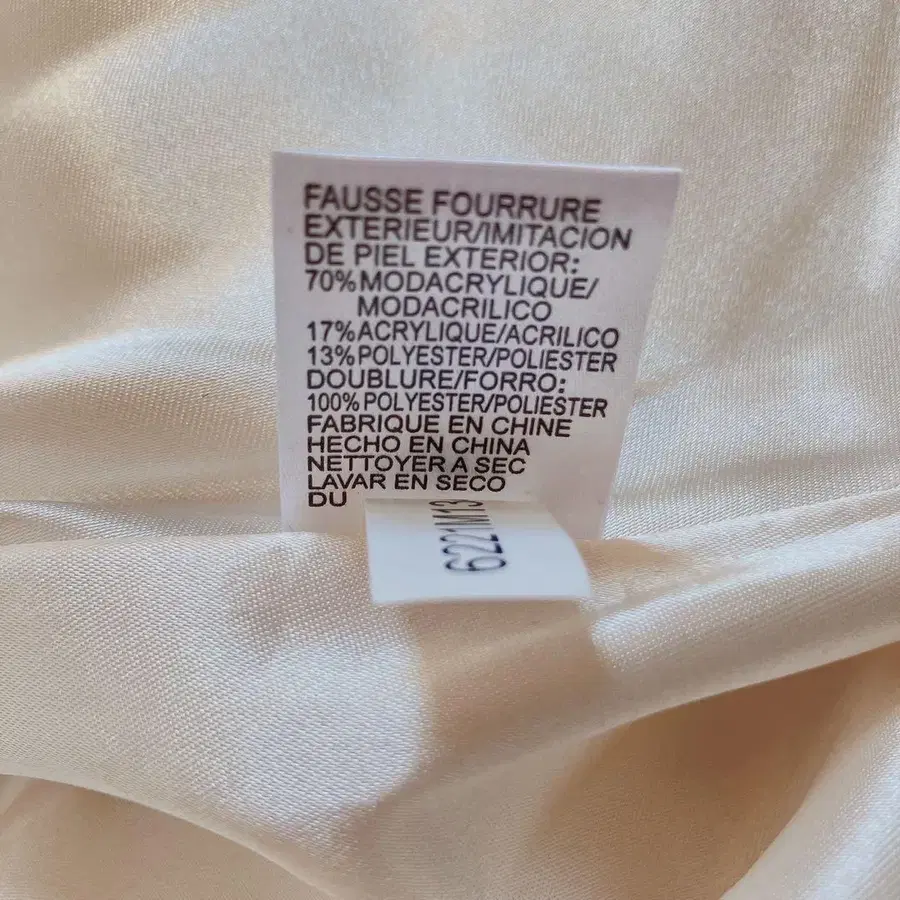 FAUSSE FOURRURE
EXTERIEUR/IMITACION
DE PIEL EXTERIOR:
70%MODACRYLIQUE/
MODACRILICO
17%ACRYLIQUE/ACRILICO
13%POLYESTER/POLIESTER
DOUBLURE/FORRO:
100%POLYESTER/POLIESTER
FABRIQUE EN CHINE
HECHO EN CHINA
NETTOYER A SEC
LAVAR EN SECO
DU
6221M13